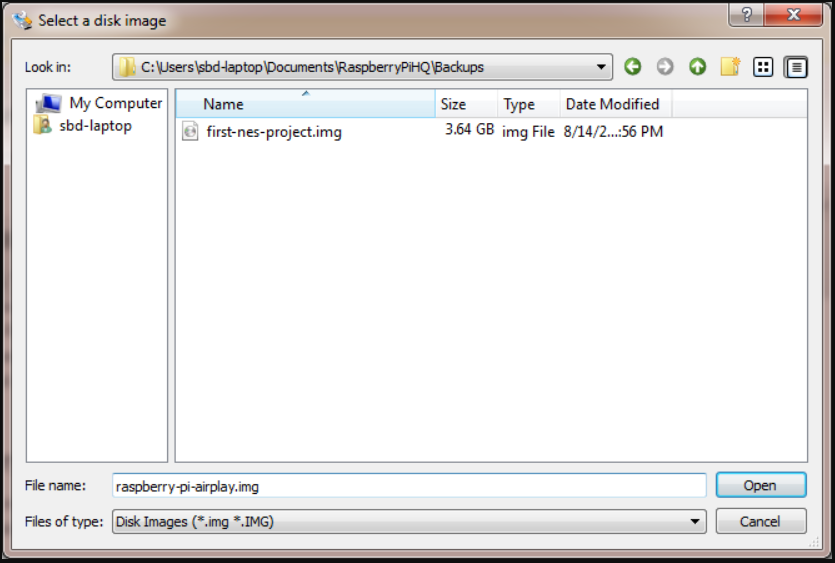 Select a disk image
?
Look in: C:\Users\sbd-laptop\Documents\RaspberryPiHQ\Backups
My Computer
sbd-laptop
Name Size Type Date Modified
first-nes-project.img 3.64 GB img File 8/14/2...:56 PM
File name: raspberry-pi-airplay.img Open
Files of type: Disk Images (*.img *.IMG) Cancel